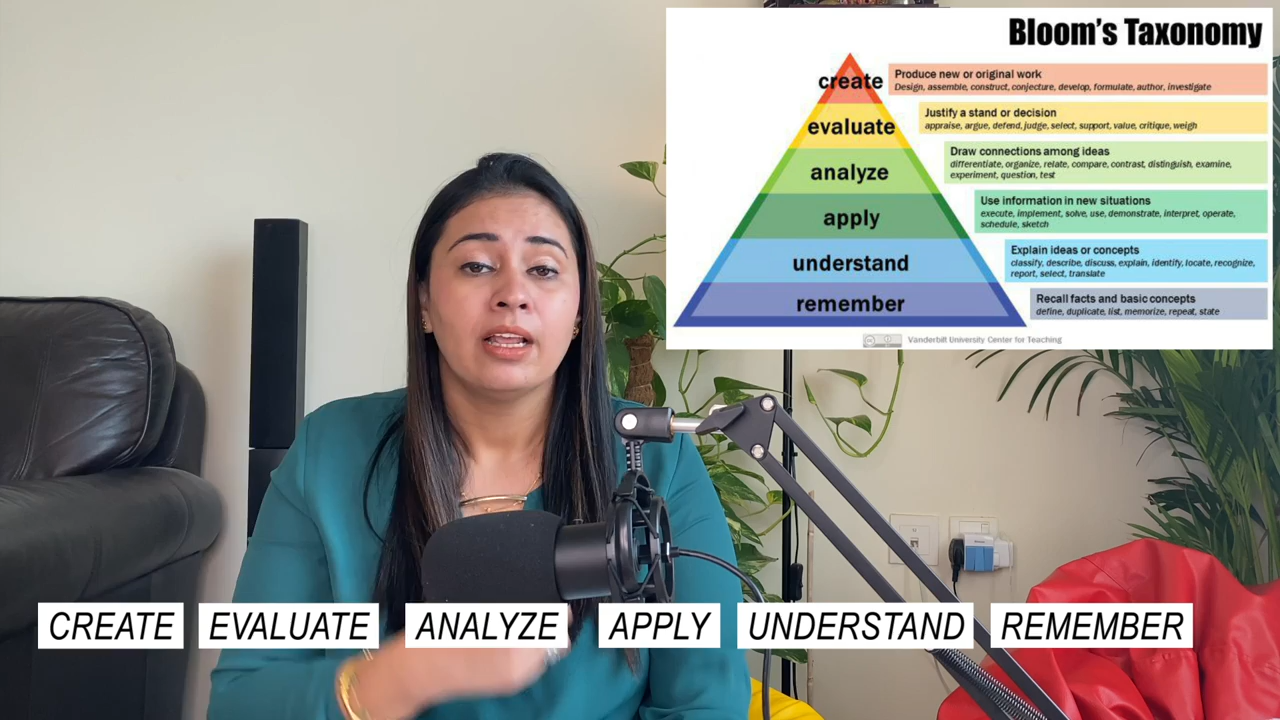 Bloom's Taxonomy
create
Produce new or original work
Design, assemble, construct, conjecture, develop, formulate, author, investigate
evaluate
Justify a stand or decision
appraise, argue, defend, judge, select, support, value, critique, weigh
analyze
Draw connections among ideas
differentiate, organize, relate, compare, contrast, distinguish, examine,
experiment, question, test
apply
Use information in new situations
execute, implement, solve, use, demonstrate, interpret, operate,
schedule, sketch
understand
Explain ideas or concepts
classify, describe, discuss, explain, identify, locate, recognize,
report, select, translate
remember
Recall facts and basic concepts
define, duplicate, list, memorize, repeat, state
Vanderbilt University Center for Teaching
CREATE EVALUATE ANALYZE APPLY UNDERSTAND REMEMBER